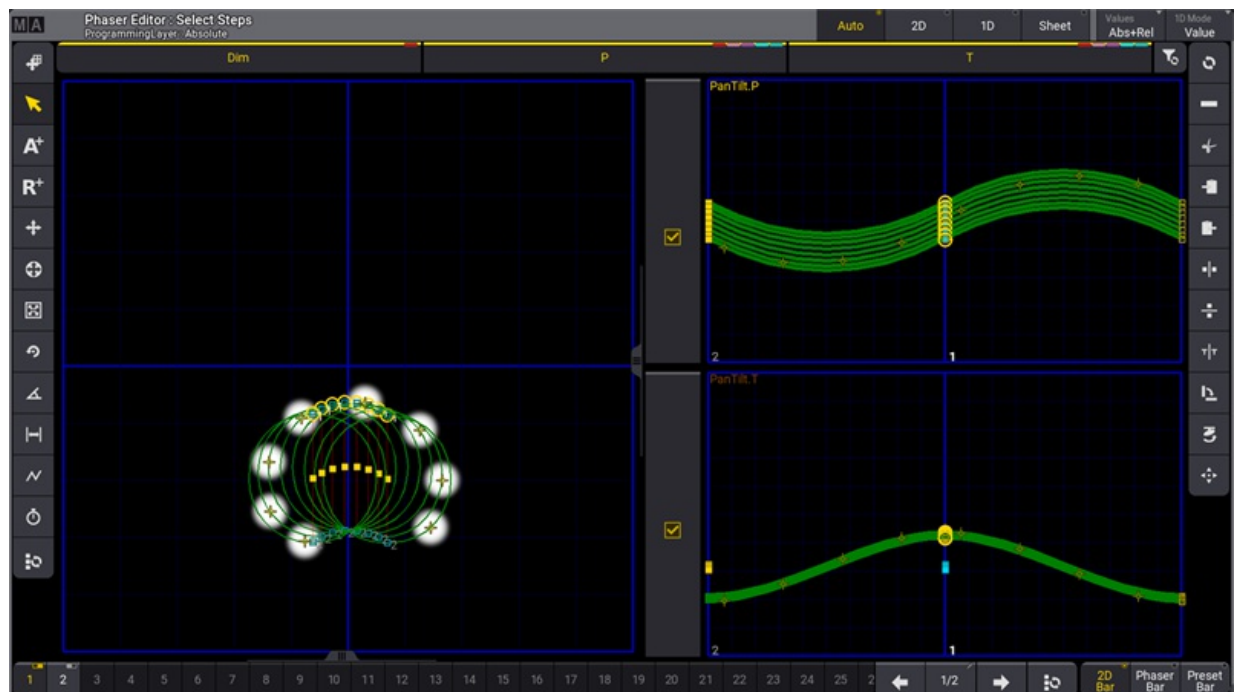 MA
Phaser Editor : Select Steps
ProgrammingLayer Absolute
Auto
2D
1D
Sheet
Values
Abs+Rel
1D Mode
Value
Dim
P
T
A+
R+
PanTilt.P
2
1
PanTilt.T
2
1
2
1 2 3 4 5 6 7 8 9 10 11 12 13 14 15 16 17 18 19 20 21 22 23 24 25 2
1/2
2D
Bar
Phaser
Bar
Preset
Bar